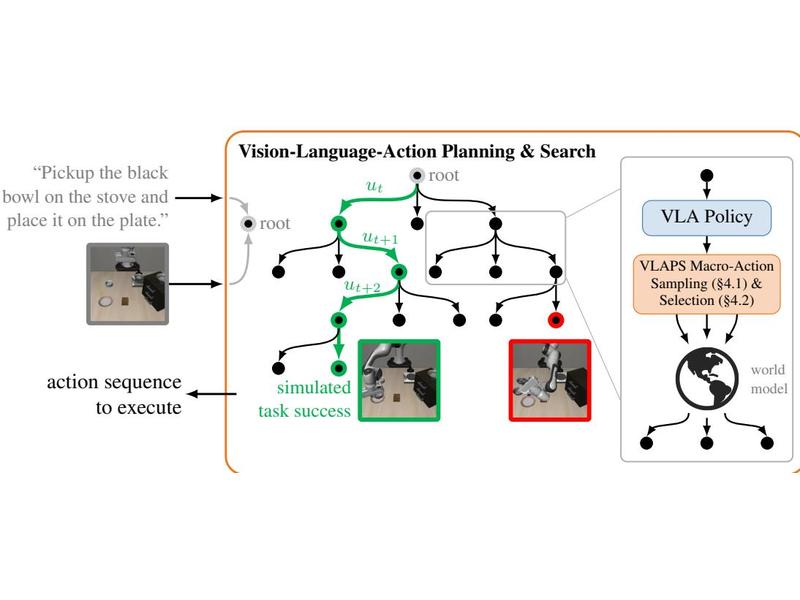 Vision-Language-Action Planning & Search
“Pickup the black
bowl on the stove and
place it on the plate.”
root
root
u_t
u_{t+1}
u_{t+2}
simulated
task success
action sequence
to execute
VLA Policy
VLAPS Macro-Action
Sampling (§4.1) &
Selection (§4.2)
world
model